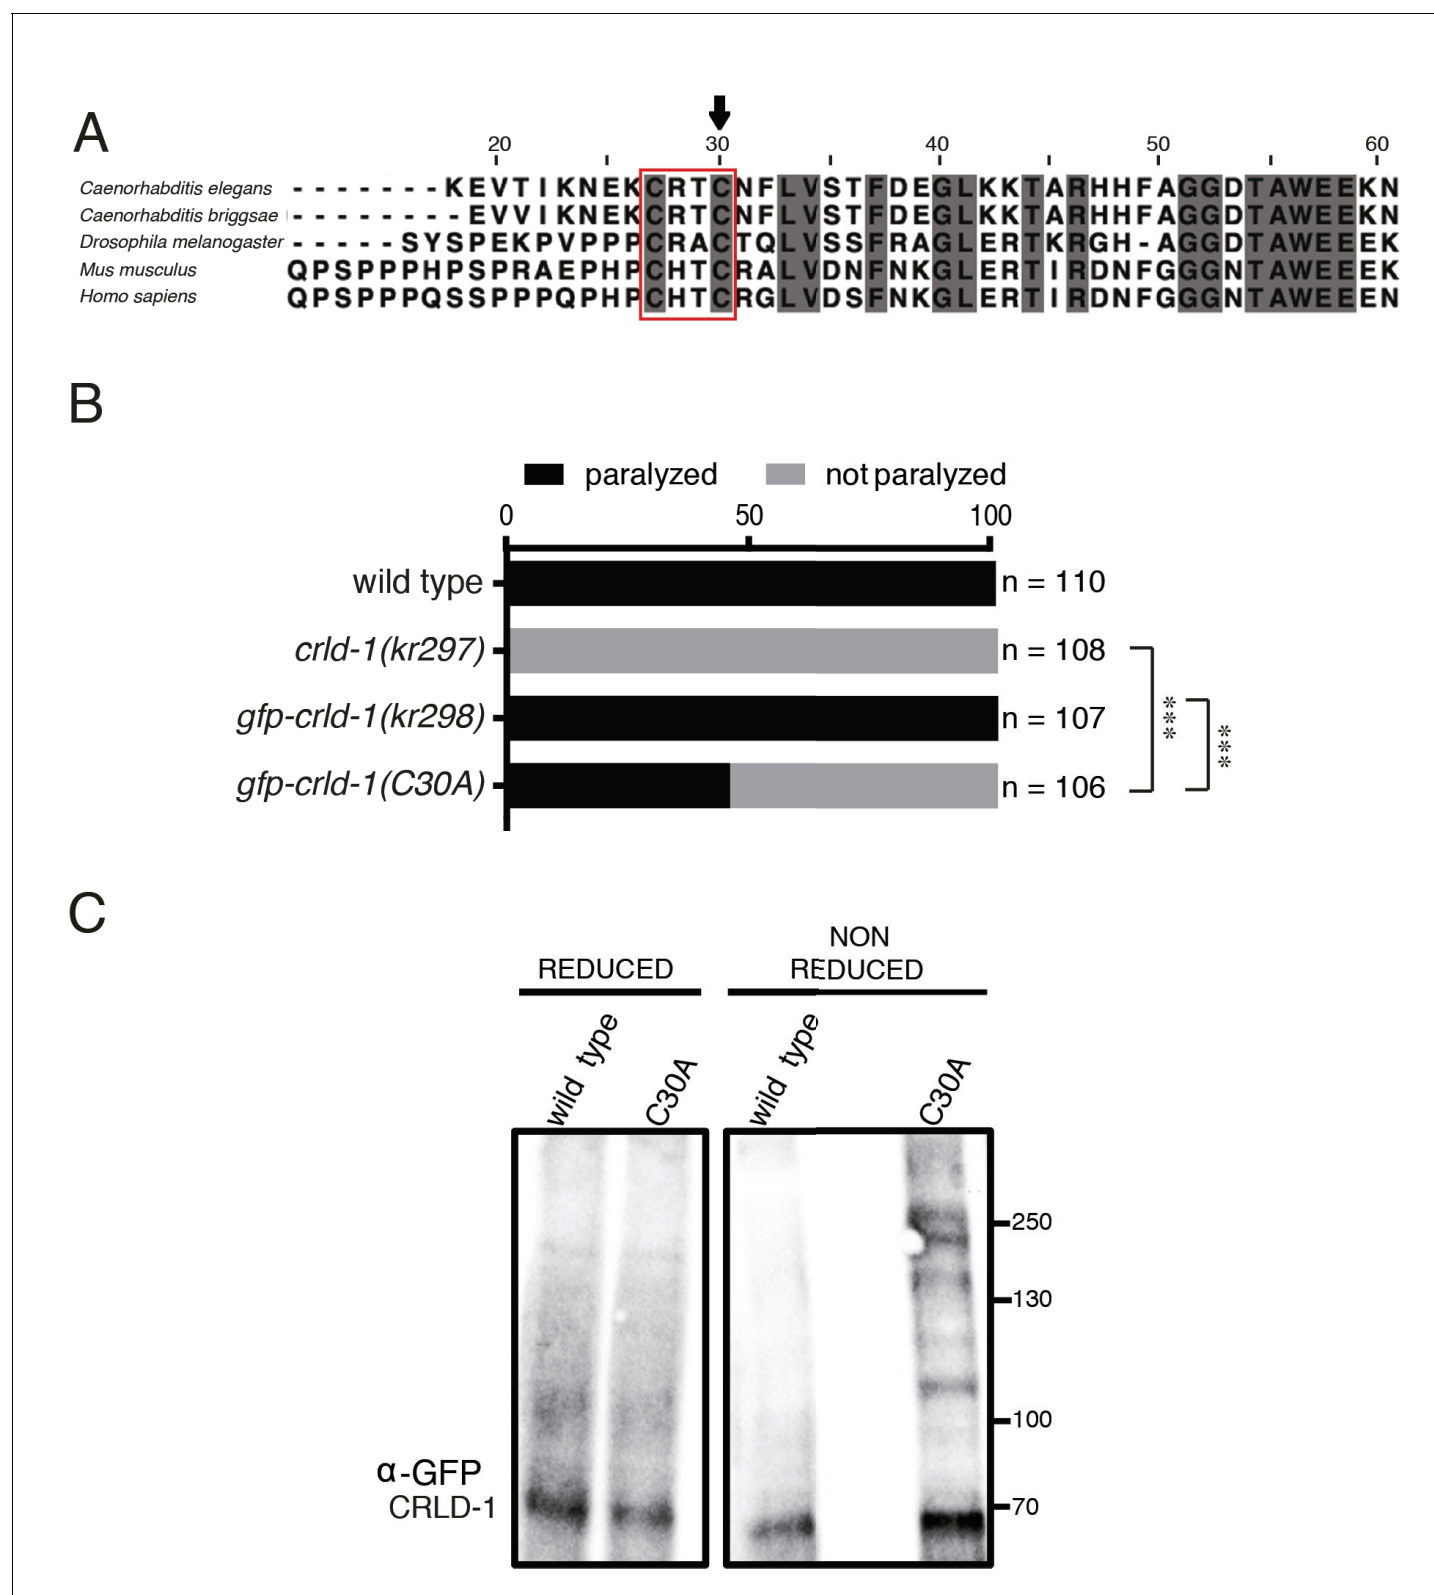 A
20 30 40 50 60
Caenorhabditis elegans - - - - - - - KEVTIKNEKCRTCNFLVSTFDEGLKKTARHHFAGGDTAWEEKN
Caenorhabditis briggsae - - - - - - - - EVVIKNEKCRTCNFLVSTFDEGLKKTARHHFAGGDTAWEEKN
Drosophila melanogaster - - - - - SYSPEKPVPPPCRACTQLVSSFRAGLERTKRGH-AGGDTAWEEEK
Mus musculus QPSPPPHPSPRAEPHPCHTCRALVDNFNKGLERTIRDNFGGGNTAWEEEK
Homo sapiens QPSPPPQSSPPPQPHPCHTCRGLVDSFNKGLERTIRDNFGGGNTAWEEEN
B
paralyzed not paralyzed
0 50 100
wild type n = 110
crld-1(kr297) n = 108
gfp-crld-1(kr298) n = 107
gfp-crld-1(C30A) n = 106
***
***
C
REDUCED
NON
REDUCED
wild type
C30A
wild type
C30A
250
130
100
70
α-GFP
CRLD-1